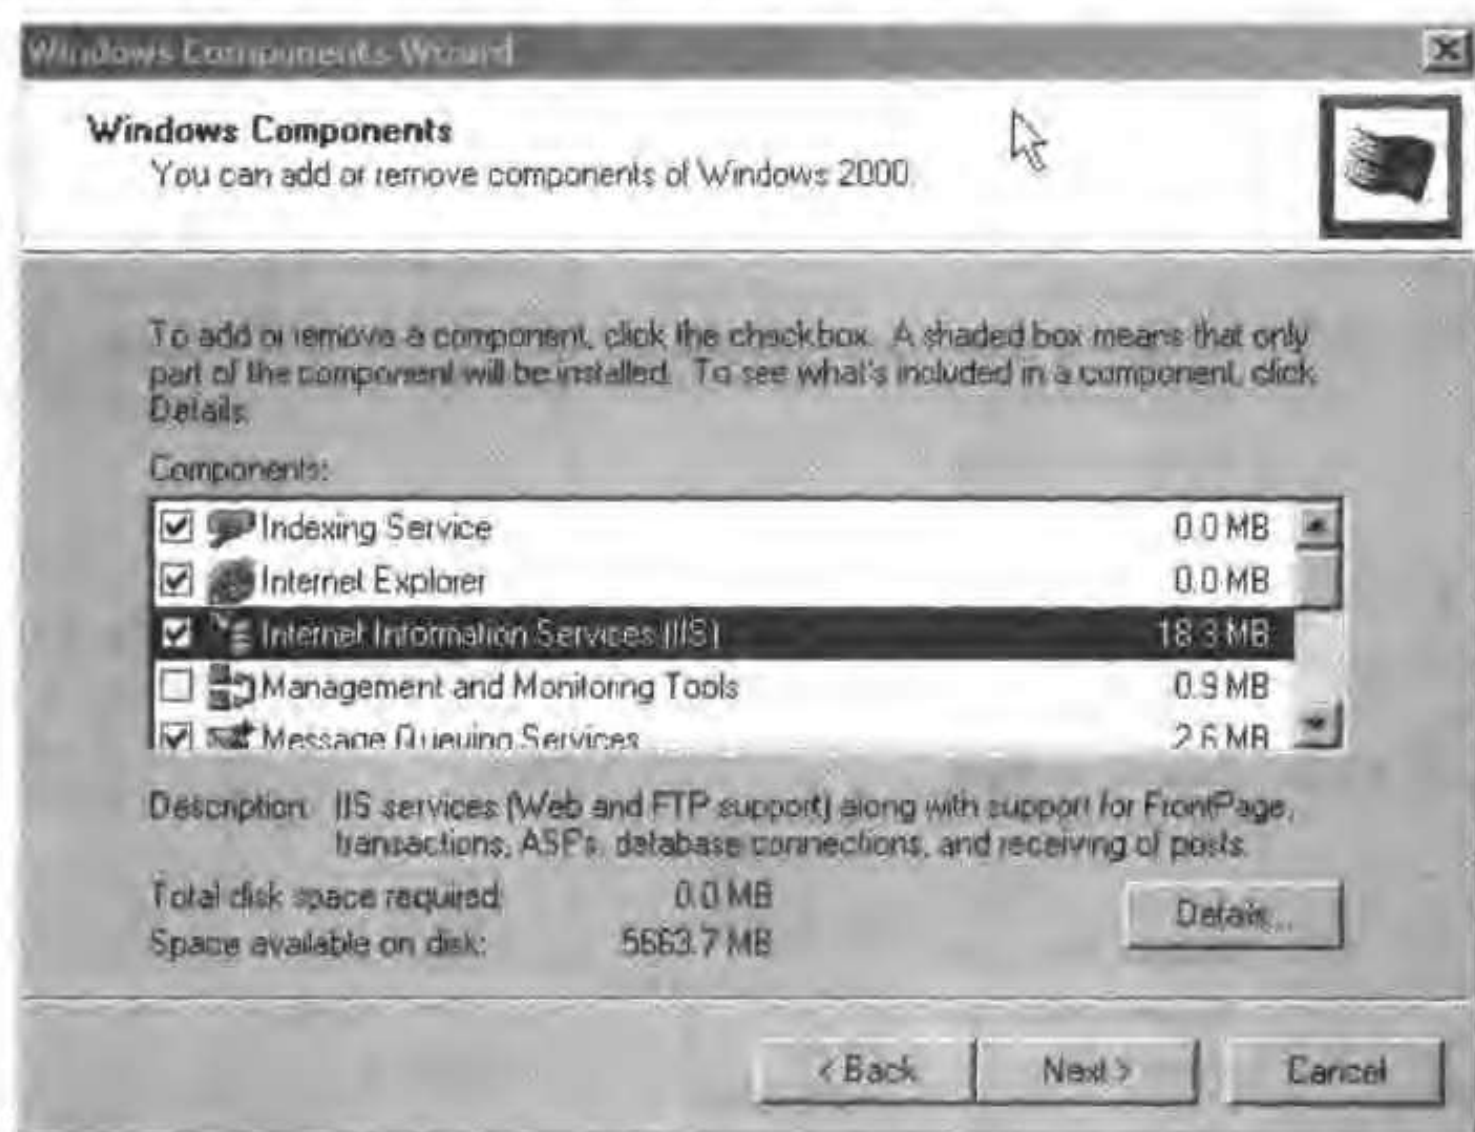 Windows Components Wizard
Windows Components
You can add or remove components of Windows 2000.
To add or remove a component, click the checkbox. A shaded box means that only
part of the component will be installed. To see what's included in a component, click
Details.
Components:
Indexing Service 0.0 MB
Internet Explorer 0.0 MB
Internet Information Services (IIS) 18.3 MB
Management and Monitoring Tools 0.9 MB
Message Queuing Services 2.6 MB
Description: IIS services (Web and FTP support) along with support for FrontPage,
transactions, ASPs, database connections, and receiving of posts.
Total disk space required: 0.0 MB
Space available on disk: 5663.7 MB
Details...
< Back Next > Cancel